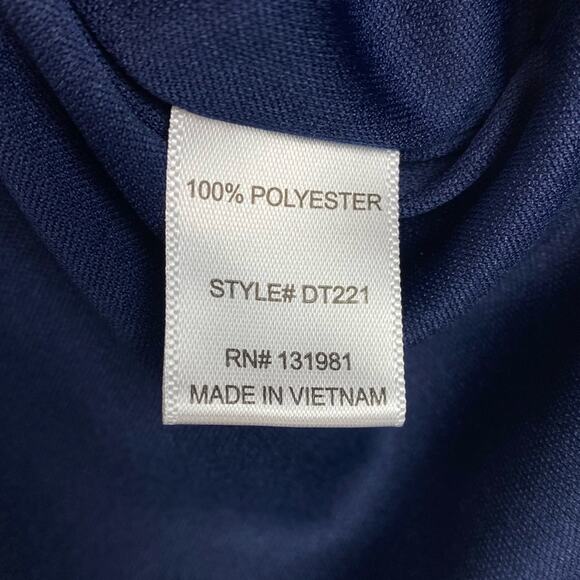 100% POLYESTER
STYLE# DT221
RN# 131981
MADE IN VIETNAM